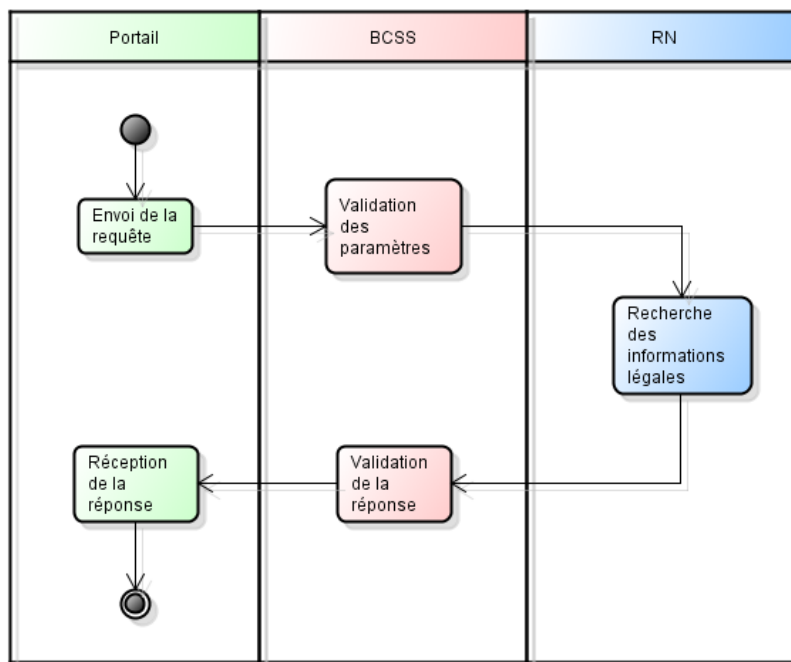 Portail
BCSS
RN
Envoi de la
requête
Validation
des
paramètres
Recherche
des
informations
légales
Réception
de la
réponse
Validation
de la
réponse